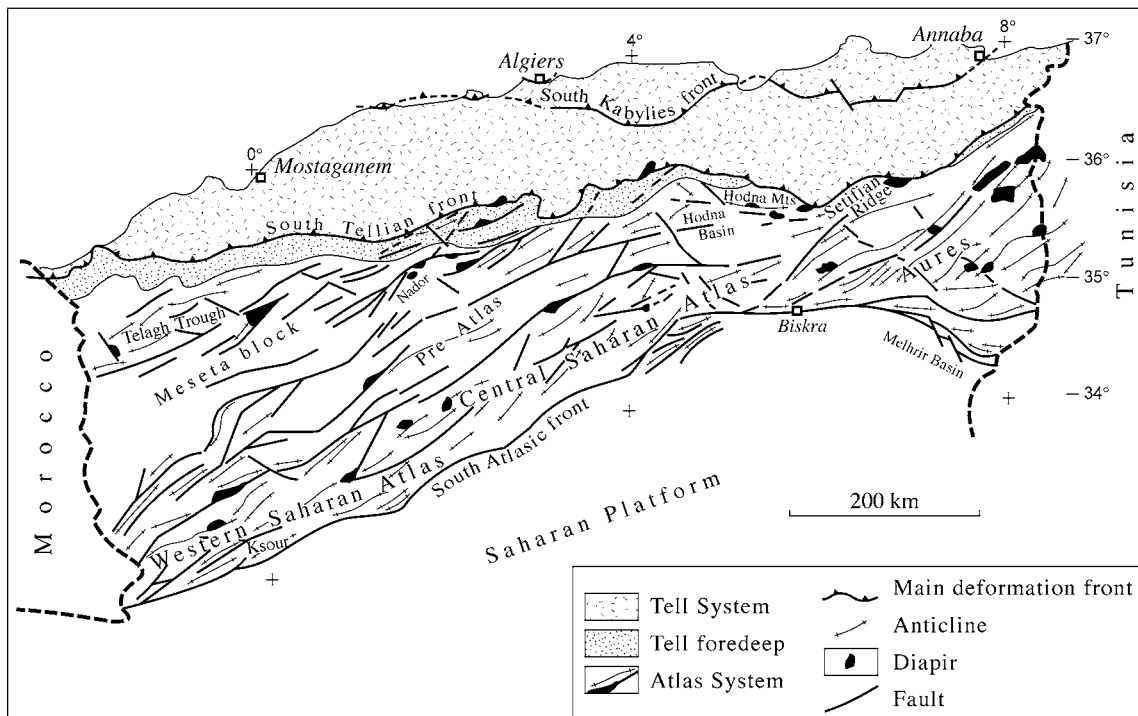 Annaba
8°
37°
4°
Algiers
South Kabylies front
Tunisia
36°
0°
Mostaganem
Hodna Mts
Setifian Ridge
South Tellian front
Hodna Basin
Aures
35°
Nador
Telagh Trough
Atlas
Biskra
Pre Atlas
Melhrir Basin
Meseta block
Central Saharan
34°
Morocco
South Atlasic front
200 km
Western Saharan Atlas
Saharan Platform
Ksour
Tell System
Tell foredeep
Atlas System
Main deformation front
Anticline
Diapir
Fault